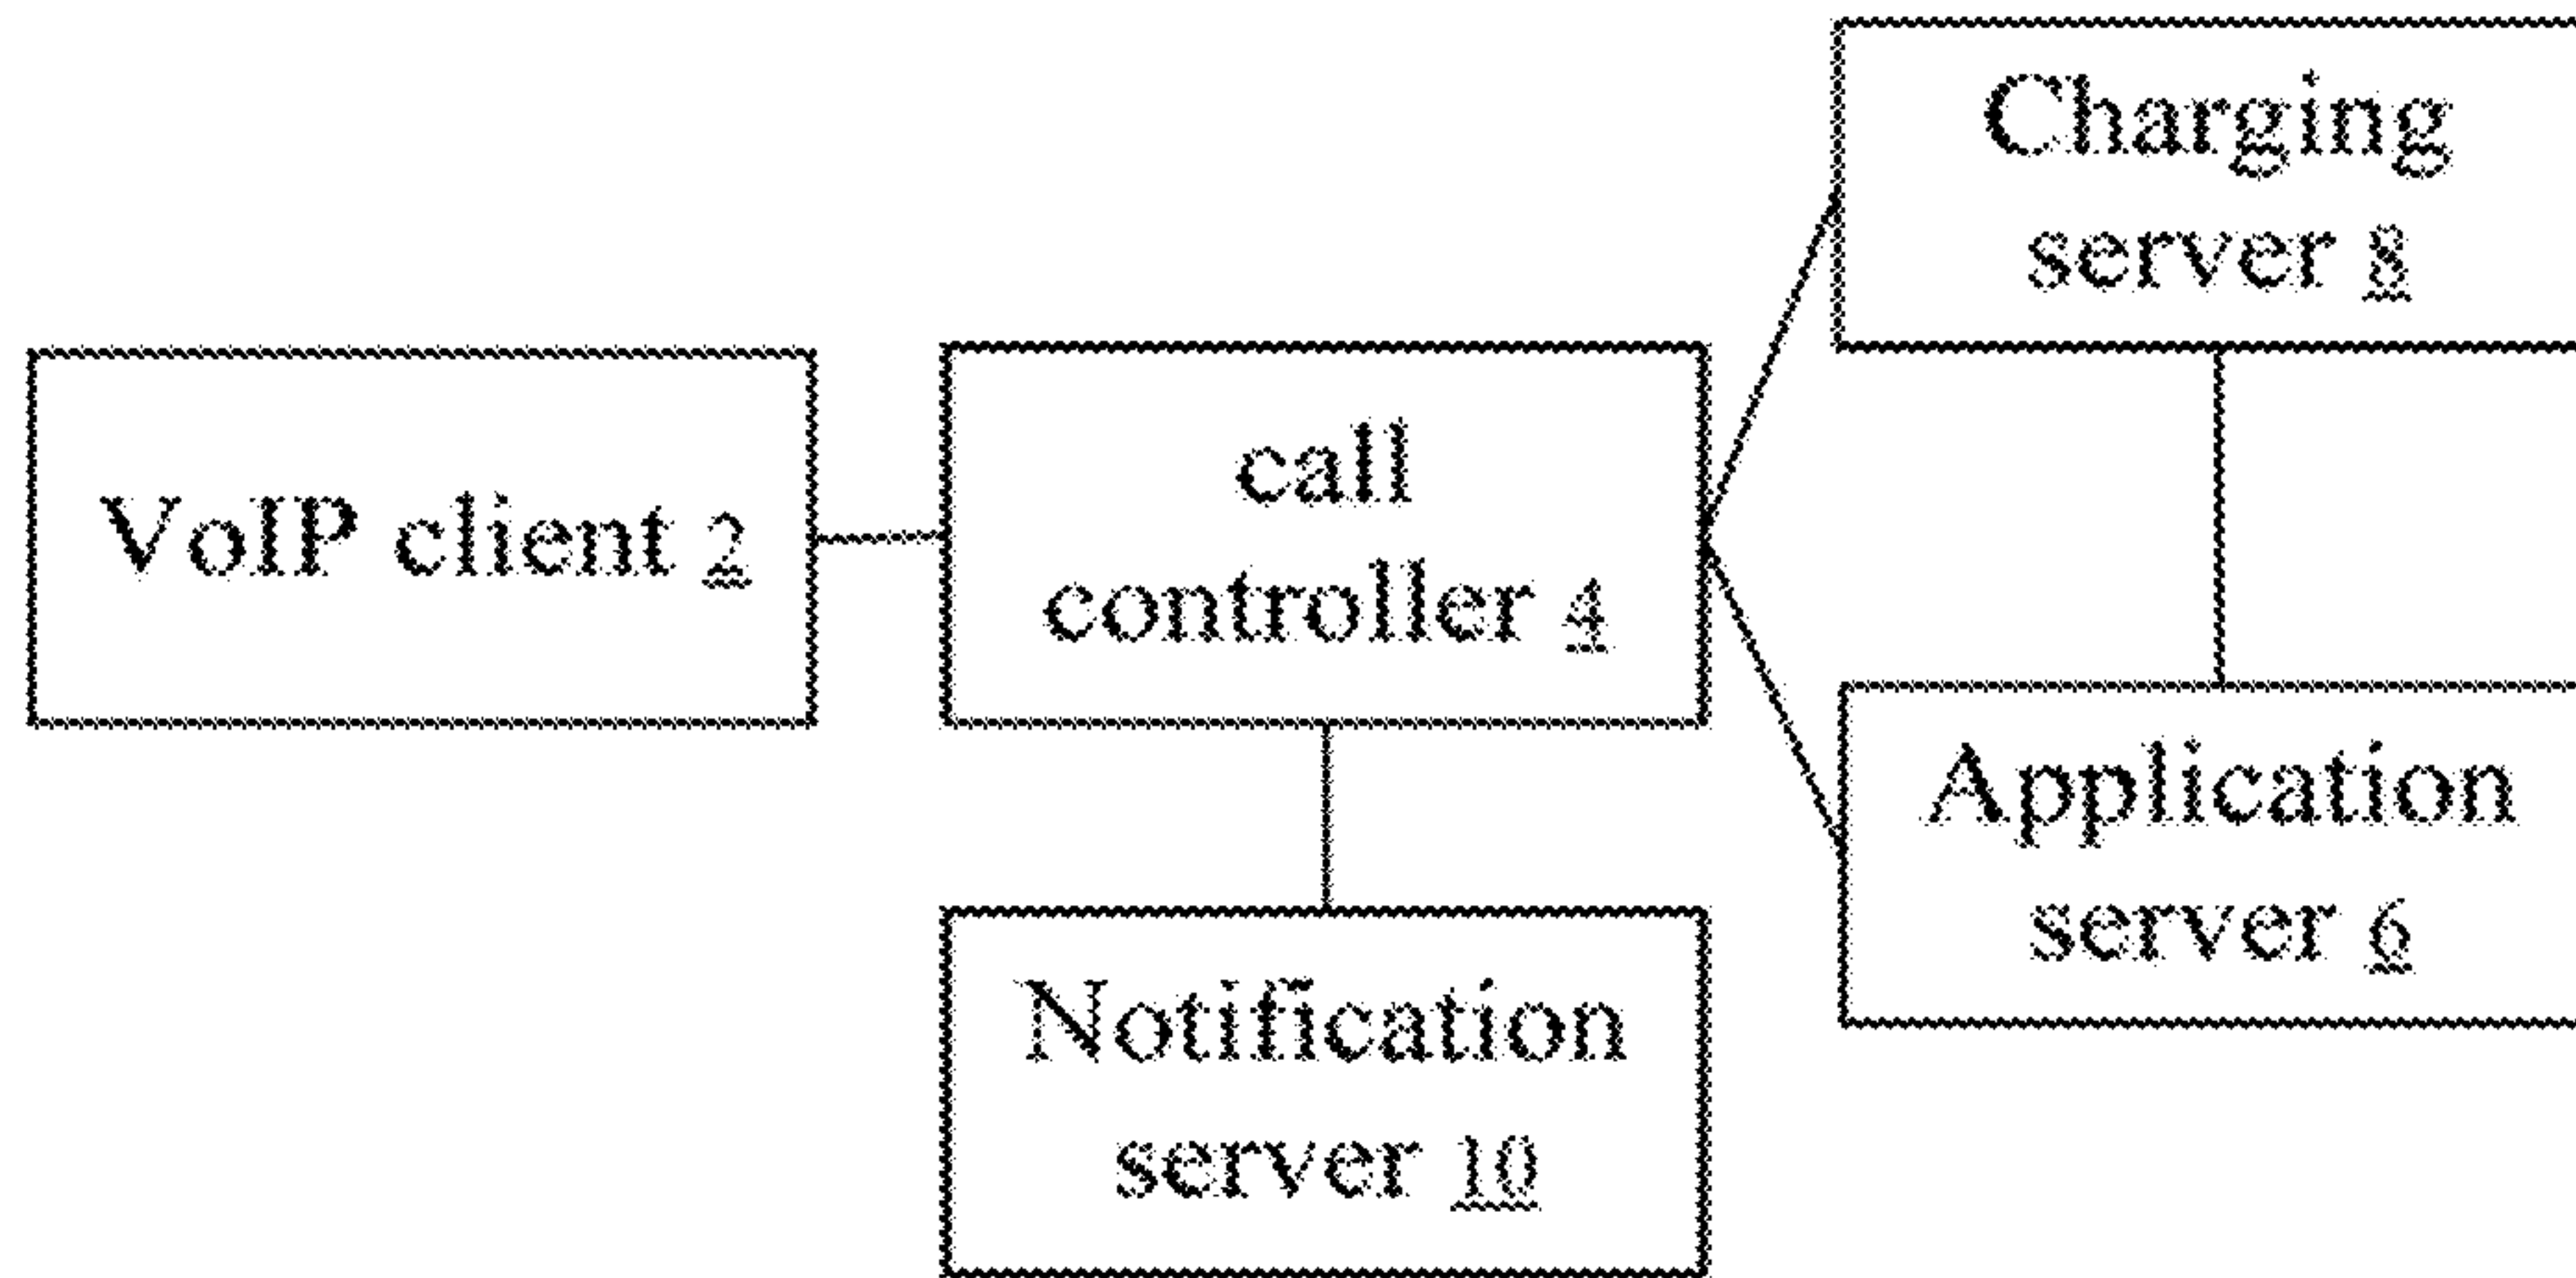 Charging
server 8
VoIP client 2
call
controller 4
Application
server 6
Notification
server 10